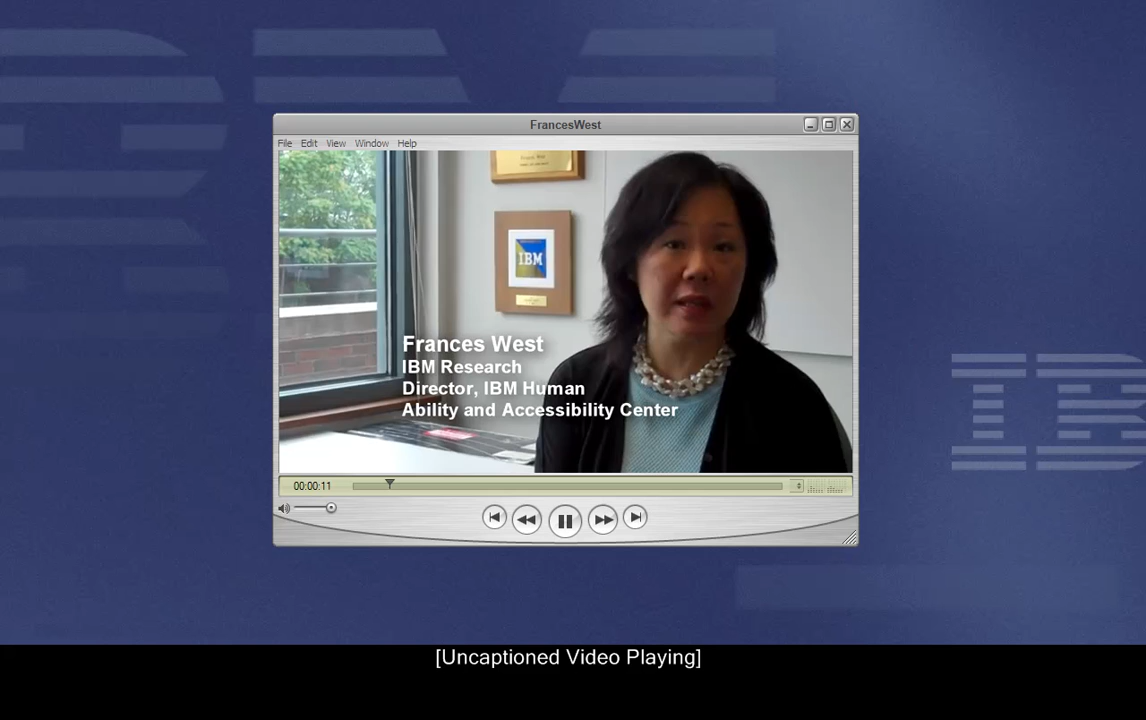 FrancesWest
File Edit View Window Help
IBM
Frances West
IBM Research
Director, IBM Human
Ability and Accessibility Center
00:00:11
IB
[Uncaptioned Video Playing]